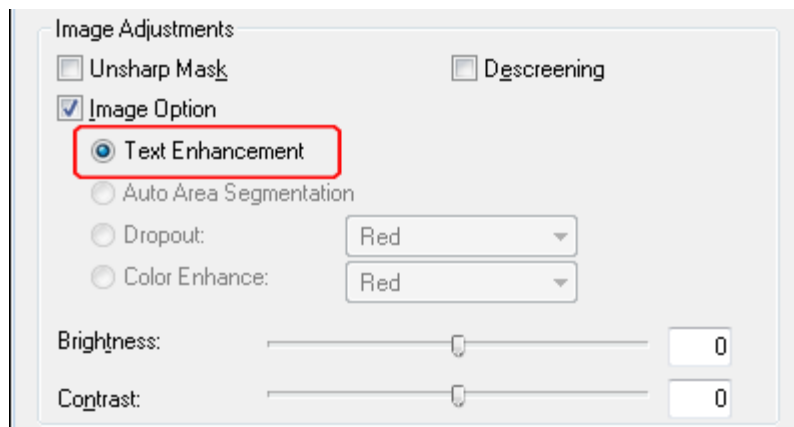 Image Adjustments
Unsharp Mask Descreening
Image Option
Text Enhancement
Auto Area Segmentation
Dropout: Red
Color Enhance: Red
Brightness: 0
Contrast: 0